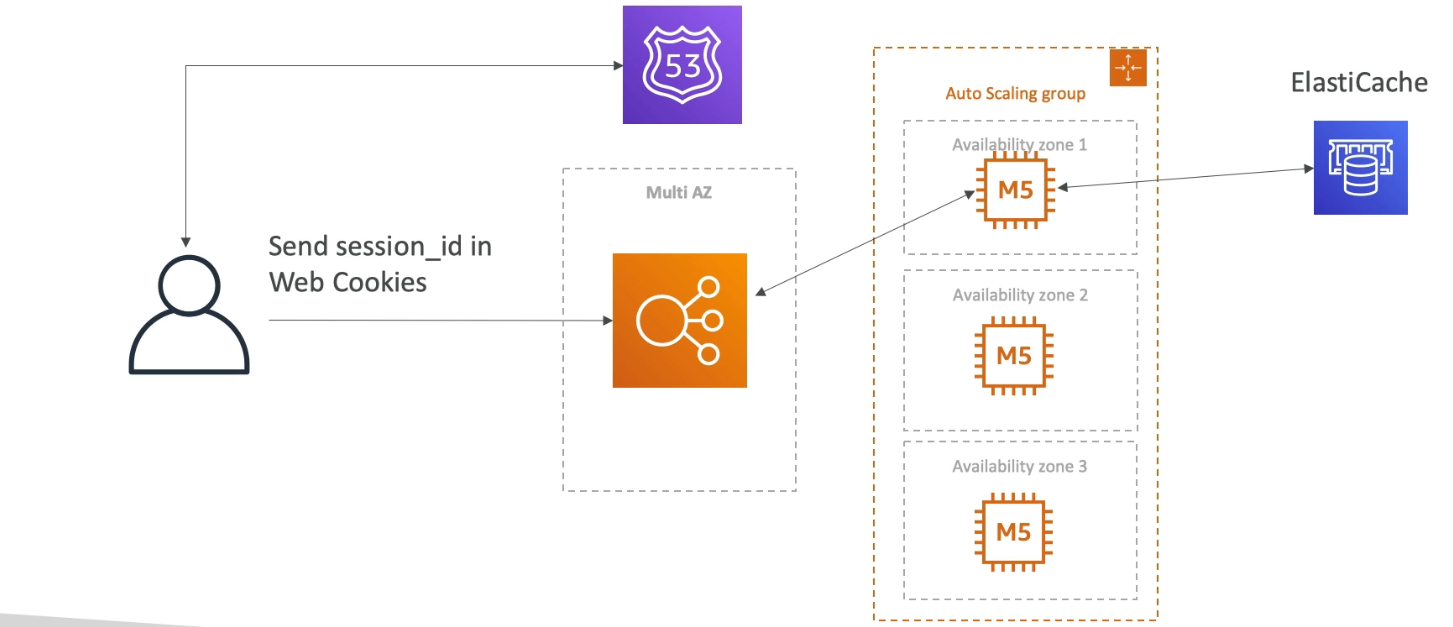 53
ElastiCache
Auto Scaling group
Availability zone 1
M5
Multi AZ
Send session_id in
Web Cookies
Availability zone 2
M5
Availability zone 3
M5